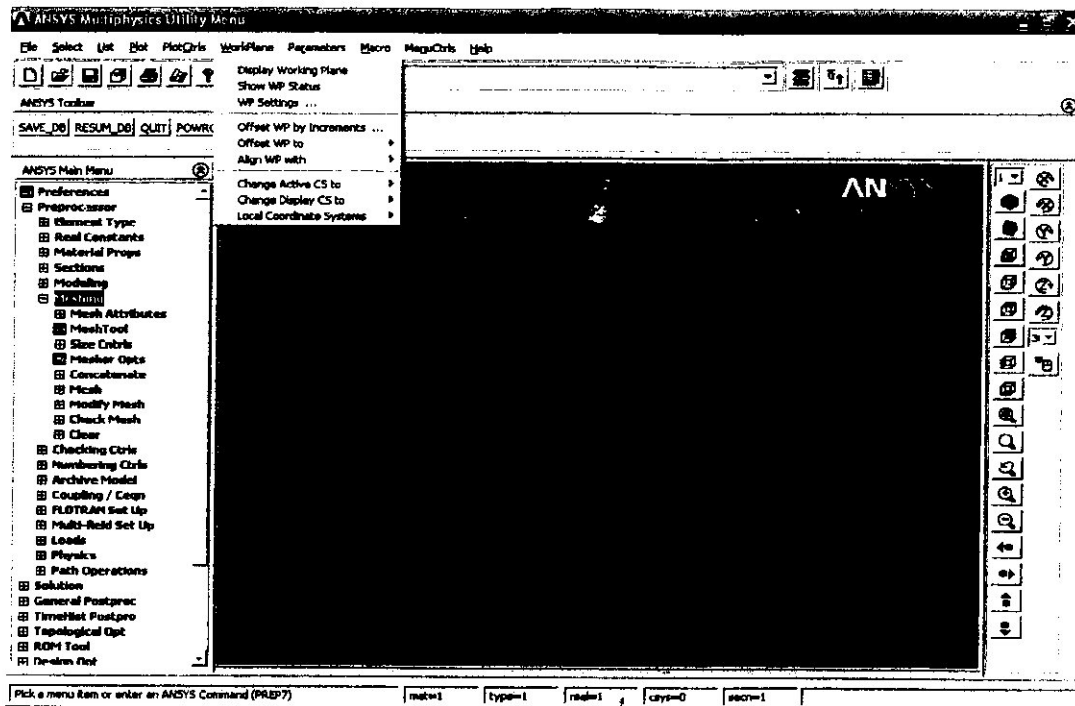 ANSYS Multiphysics Utility Menu
File Select List Plot PlotCtrls WorkPlane Parameters Macro MenuCtrls Help
Display Working Plane
Show WP Status
WP Settings ...
Offset WP by Increments ...
Offset WP to
Align WP with
Change Active CS to
Change Display CS to
Local Coordinate Systems
ANSYS Toolbar
SAVE_DB RESUM_DB QUIT POWRG
ANSYS Main Menu
Preferences
Preprocessor
Element Type
Real Constants
Material Props
Sections
Modeling
Meshing
Mesh Attributes
MeshTool
Size Cntrls
Mesher Opts
Concatenate
Mesh
Modify Mesh
Check Mesh
Clear
Checking Ctrls
Numbering Ctrls
Archive Model
Coupling / Ceqn
FLOTRAN Set Up
Multi-field Set Up
Loads
Physics
Path Operations
Solution
General Postproc
TimeHist Postpro
Topological Opt
ROM Tool
Design Opt
AN
1
Pick a menu item or enter an ANSYS Command (PREP7)
mat=1 type=1 real=1 csys=0 secn=1